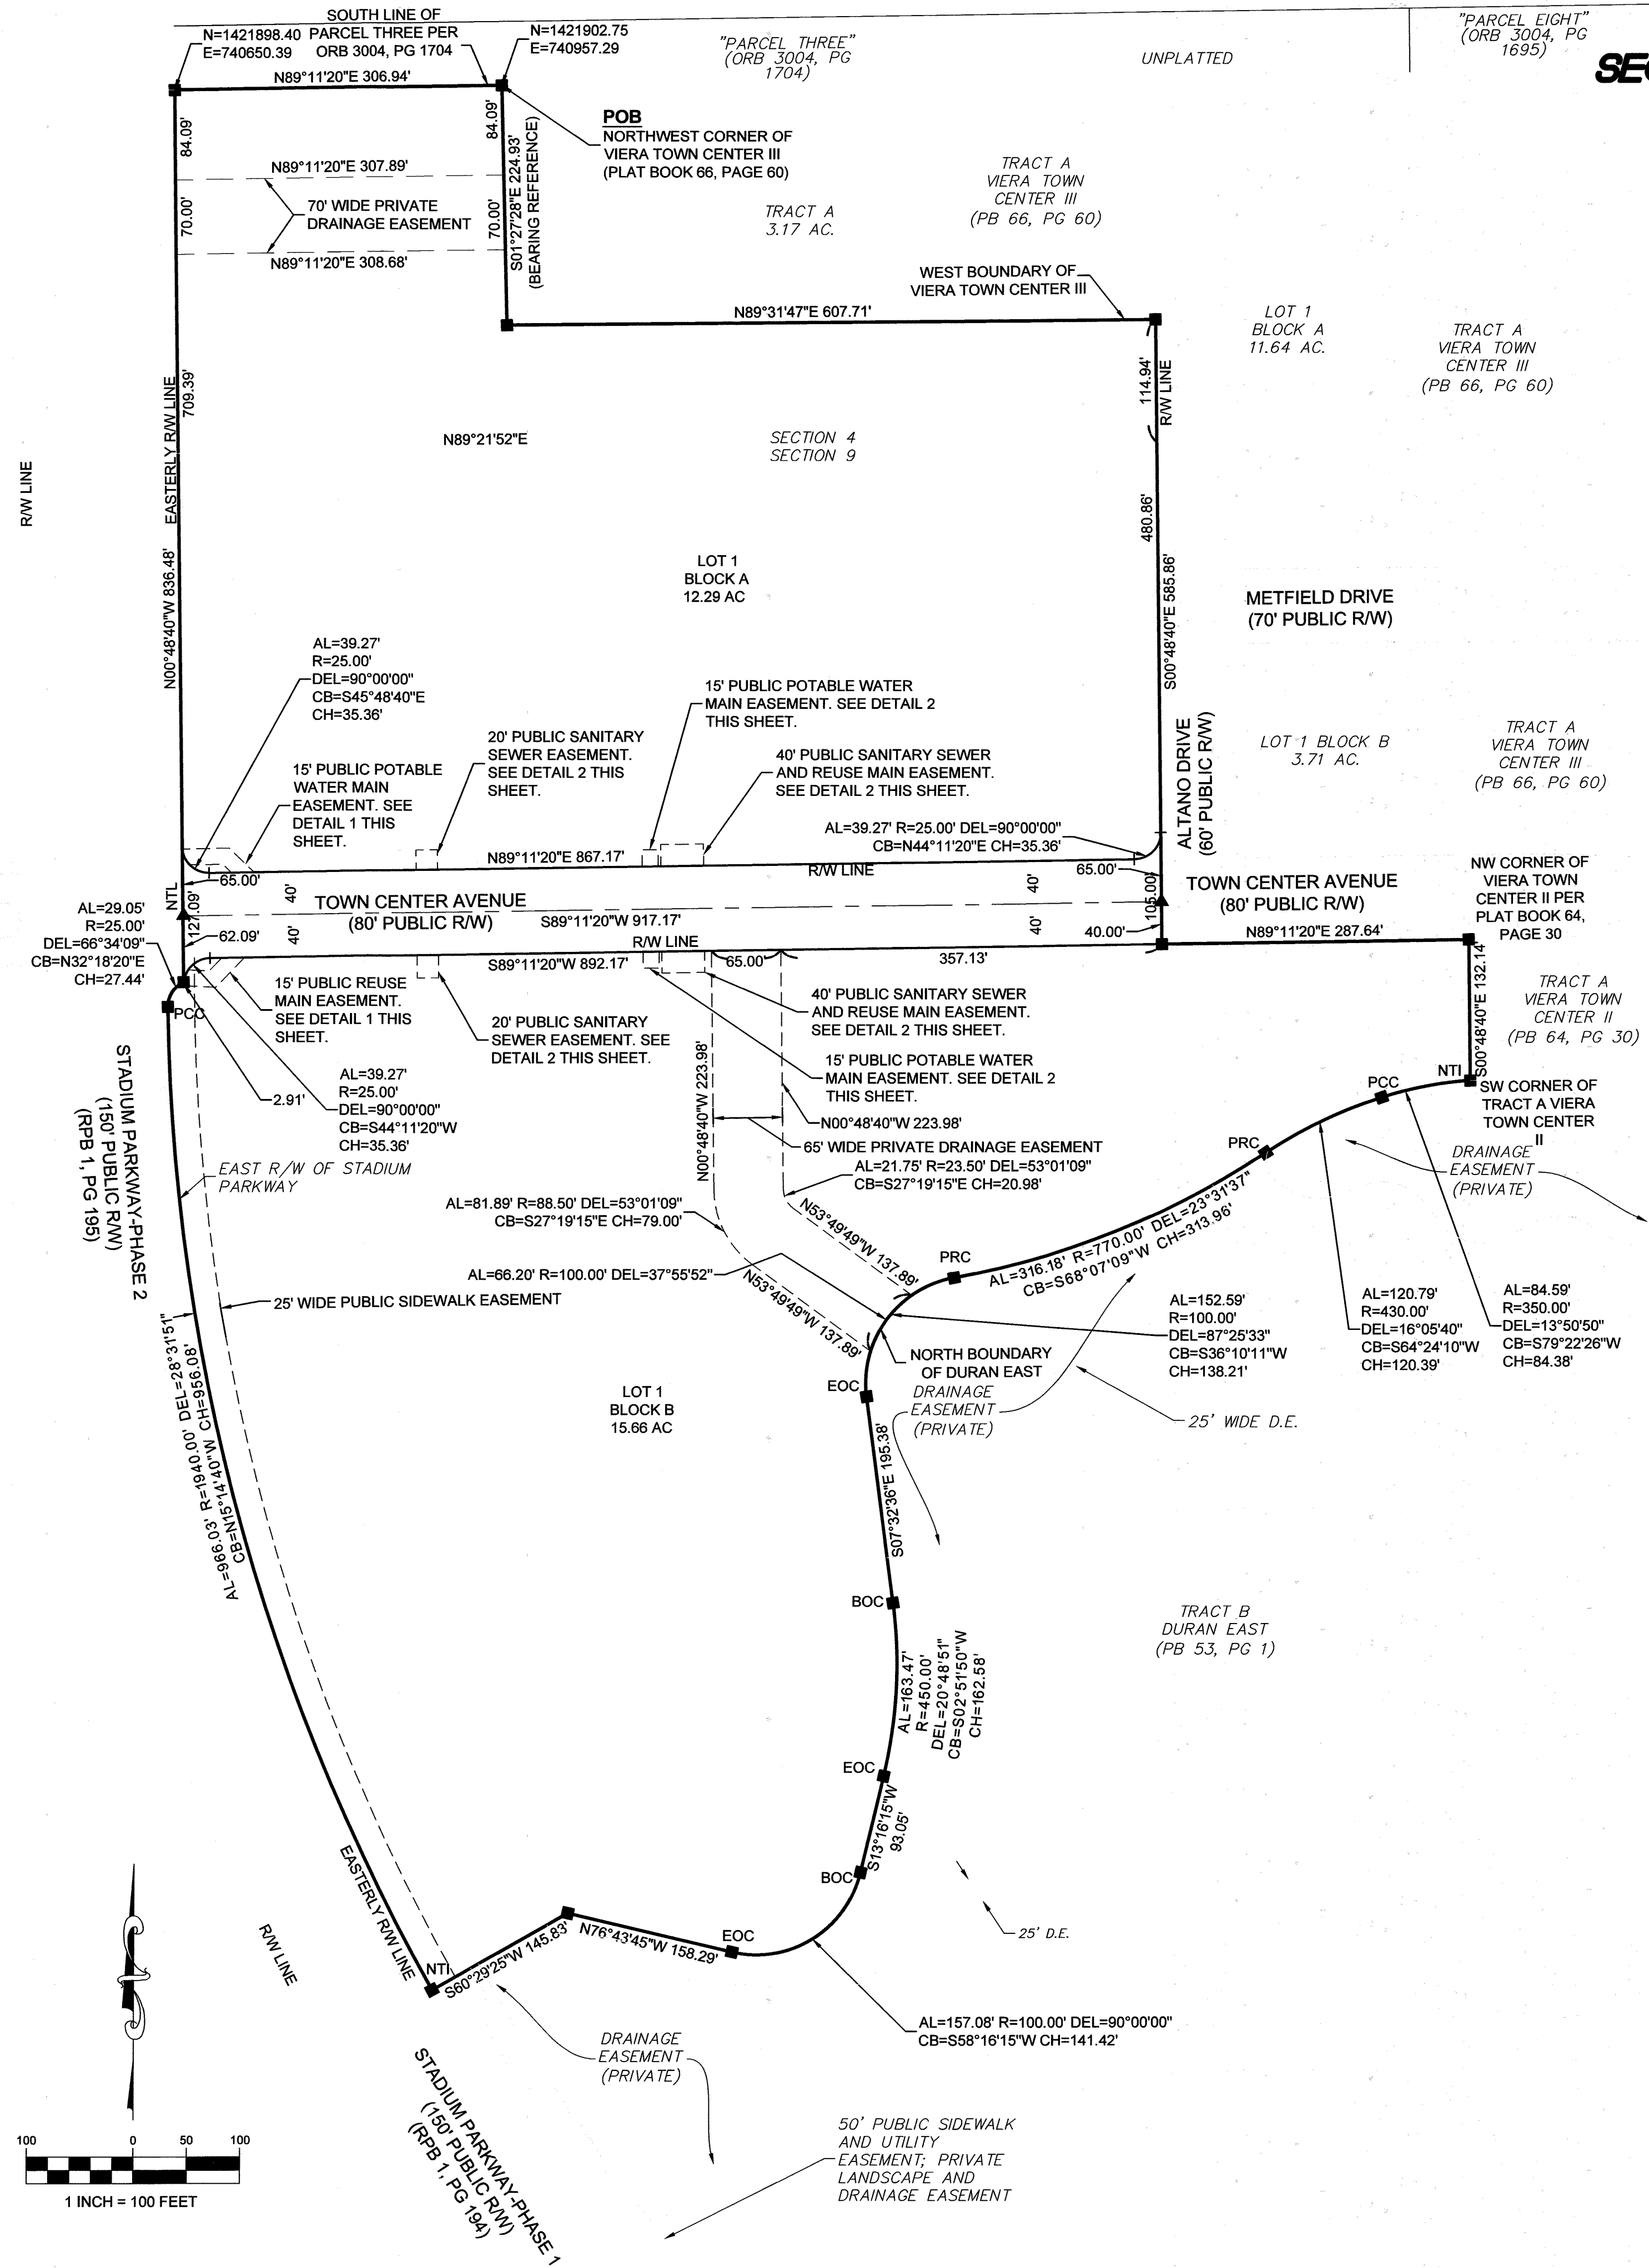 SOUTH LINE OF
PARCEL THREE PER
ORB 3004, PG 1704
N=1421898.40
E=740650.39
N=1421902.75
E=740957.29
"PARCEL THREE"
(ORB 3004, PG
1704)
UNPLATTED
"PARCEL EIGHT"
(ORB 3004, PG
1695)
N89°11'20"E 306.94'
84.09'
84.09'
POB
NORTHWEST CORNER OF
VIERA TOWN CENTER III
(PLAT BOOK 66, PAGE 60)
N89°11'20"E 307.89'
70' WIDE PRIVATE
DRAINAGE EASEMENT
70.00'
70.00'
S01°27'28"E 224.93'
(BEARING REFERENCE)
N89°11'20"E 308.68'
TRACT A
3.17 AC.
TRACT A
VIERA TOWN
CENTER III
(PB 66, PG 60)
WEST BOUNDARY OF
VIERA TOWN CENTER III
N89°31'47"E 607.71'
LOT 1
BLOCK A
11.64 AC.
TRACT A
VIERA TOWN
CENTER III
(PB 66, PG 60)
114.94'
R/W LINE
EASTERLY R/W LINE
709.39'
R/W LINE
N89°21'52"E
SECTION 4
SECTION 9
480.86'
N00°48'40"W 836.48'
S00°48'40"E 585.86'
LOT 1
BLOCK A
12.29 AC
METFIELD DRIVE
(70' PUBLIC R/W)
AL=39.27'
R=25.00'
DEL=90°00'00"
CB=S45°48'40"E
CH=35.36'
15' PUBLIC POTABLE WATER
MAIN EASEMENT. SEE DETAIL 2
THIS SHEET.
20' PUBLIC SANITARY
SEWER EASEMENT.
SEE DETAIL 2 THIS
SHEET.
40' PUBLIC SANITARY SEWER
AND REUSE MAIN EASEMENT.
SEE DETAIL 2 THIS SHEET.
15' PUBLIC POTABLE
WATER MAIN
EASEMENT. SEE
DETAIL 1 THIS
SHEET.
AL=39.27' R=25.00' DEL=90°00'00"
CB=N44°11'20"E CH=35.36'
ALTANO DRIVE
(60' PUBLIC R/W)
LOT 1 BLOCK B
3.71 AC.
TRACT A
VIERA TOWN
CENTER III
(PB 66, PG 60)
N89°11'20"E 867.17'
R/W LINE
65.00'
65.00'
NTL
127.09'
40'
40'
TOWN CENTER AVENUE
(80' PUBLIC R/W)
S89°11'20"W 917.17'
40'
40'
105.00'
TOWN CENTER AVENUE
(80' PUBLIC R/W)
NW CORNER OF
VIERA TOWN
CENTER II PER
PLAT BOOK 64,
PAGE 30
AL=29.05'
R=25.00'
DEL=66°34'09"
CB=N32°18'20"E
CH=27.44'
62.09'
R/W LINE
40.00'
N89°11'20"E 287.64'
S89°11'20"W 892.17'
65.00'
357.13'
S00°48'40"E 132.14
TRACT A
VIERA TOWN
CENTER II
(PB 64, PG 30)
PCC
15' PUBLIC REUSE
MAIN EASEMENT.
SEE DETAIL 1 THIS
SHEET.
20' PUBLIC SANITARY
SEWER EASEMENT. SEE
DETAIL 2 THIS SHEET.
40' PUBLIC SANITARY SEWER
AND REUSE MAIN EASEMENT.
SEE DETAIL 2 THIS SHEET.
15' PUBLIC POTABLE WATER
MAIN EASEMENT. SEE DETAIL 2
THIS SHEET.
2.91'
AL=39.27'
R=25.00'
DEL=90°00'00"
CB=S44°11'20"W
CH=35.36'
N00°48'40"W 223.98'
N00°48'40"W 223.98'
65' WIDE PRIVATE DRAINAGE EASEMENT
AL=21.75' R=23.50' DEL=53°01'09"
CB=S27°19'15"E CH=20.98'
NTI
PCC
SW CORNER OF
TRACT A VIERA
TOWN CENTER
II
PRC
DRAINAGE
EASEMENT
(PRIVATE)
STADIUM PARKWAY-PHASE 2
(150' PUBLIC R/W)
(RPB 1, PG 195)
EAST R/W OF STADIUM
PARKWAY
AL=81.89' R=88.50' DEL=53°01'09"
CB=S27°19'15"E CH=79.00'
N53°49'49"W 137.89'
N53°49'49"W 137.89'
PRC
AL=316.18' R=770.00' DEL=23°31'37"
CB=S68°07'09"W CH=313.96'
AL=66.20' R=100.00' DEL=37°55'52"
25' WIDE PUBLIC SIDEWALK EASEMENT
AL=152.59'
R=100.00'
DEL=87°25'33"
CB=S36°10'11"W
CH=138.21'
AL=120.79'
R=430.00'
DEL=16°05'40"
CB=S64°24'10"W
CH=120.39'
AL=84.59'
R=350.00'
DEL=13°50'50"
CB=S79°22'26"W
CH=84.38'
NORTH BOUNDARY
OF DURAN EAST
EOC
DRAINAGE
EASEMENT
(PRIVATE)
25' WIDE D.E.
AL=966.03' R=1940.00' DEL=28°31'51"
CB=N15°14'40"W CH=956.08'
LOT 1
BLOCK B
15.66 AC
S07°32'36"E 195.38'
BOC
TRACT B
DURAN EAST
(PB 53, PG 1)
AL=163.47'
R=450.00'
DEL=20°48'51"
CB=S02°51'50"W
CH=162.58'
EOC
S13°16'15"W
93.05'
BOC
EASTERLY R/W LINE
R/W LINE
NTI
S60°29'25"W 145.83'
N76°43'45"W 158.29'
EOC
25' D.E.
AL=157.08' R=100.00' DEL=90°00'00"
CB=S58°16'15"W CH=141.42'
DRAINAGE
EASEMENT
(PRIVATE)
STADIUM PARKWAY-PHASE 1
(150' PUBLIC R/W)
(RPB 1, PG 194)
50' PUBLIC SIDEWALK
AND UTILITY
EASEMENT; PRIVATE
LANDSCAPE AND
DRAINAGE EASEMENT
100 0 50 100
1 INCH = 100 FEET